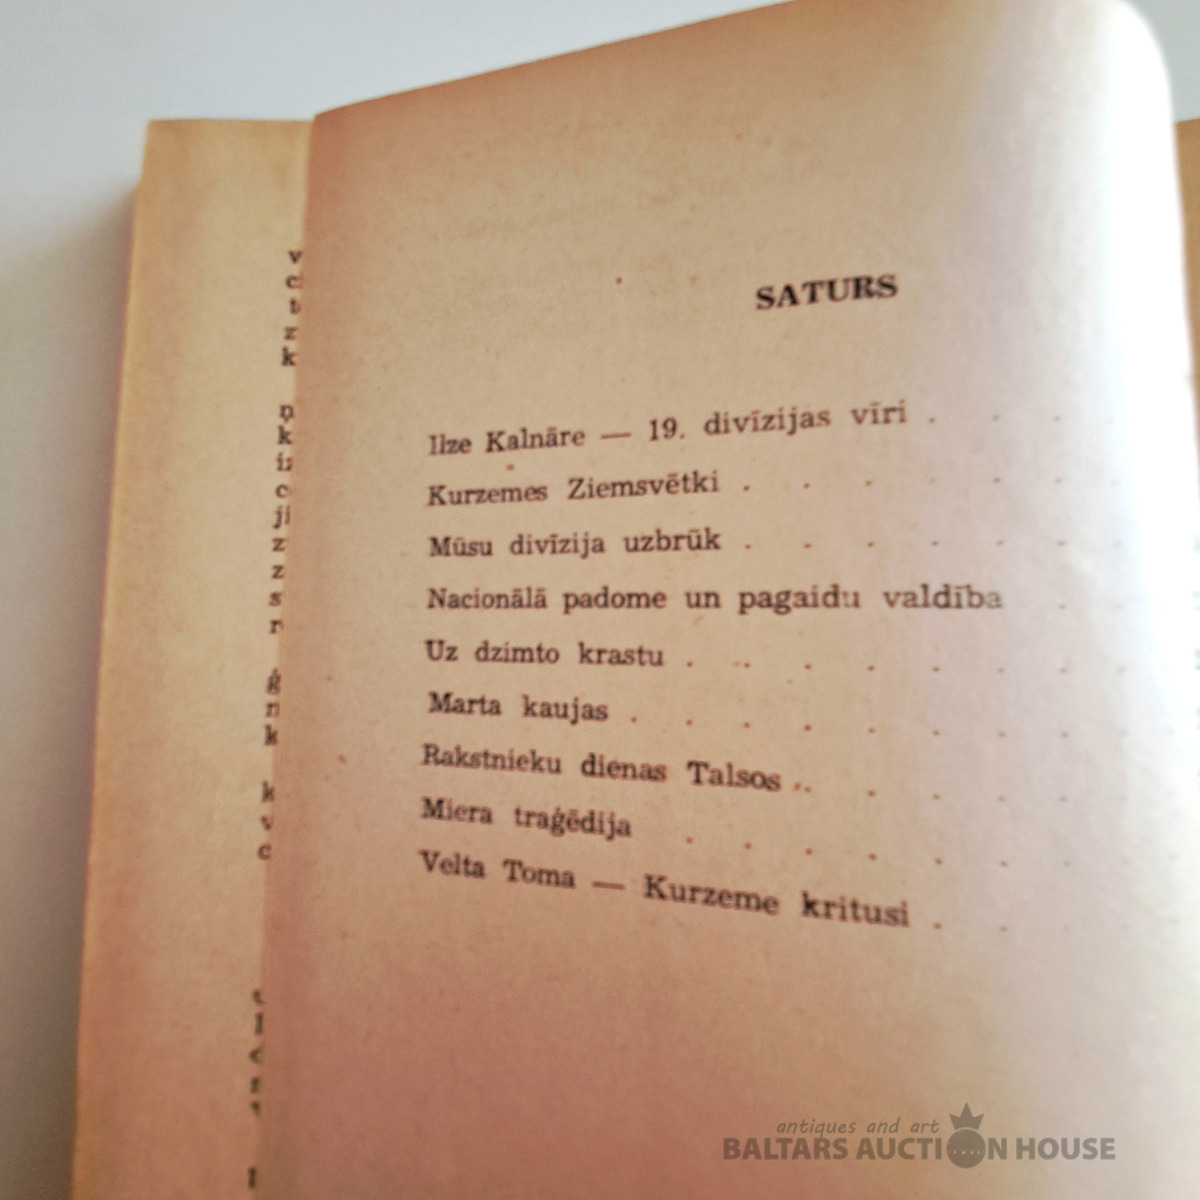 SATURS
Ilze Kalnāre — 19. divīzijas vīri .
Kurzemes Ziemsvētki .
Mūsu divīzija uzbrūk .
Nacionālā padome un pagaidu valdība
Uz dzimto krastu .
Marta kaujas .
Rakstnieku dienas Talsos .
Miera traģēdija
Velta Toma — Kurzeme kritusi .
antiques and art
BALTARS AUCTION HOUSE